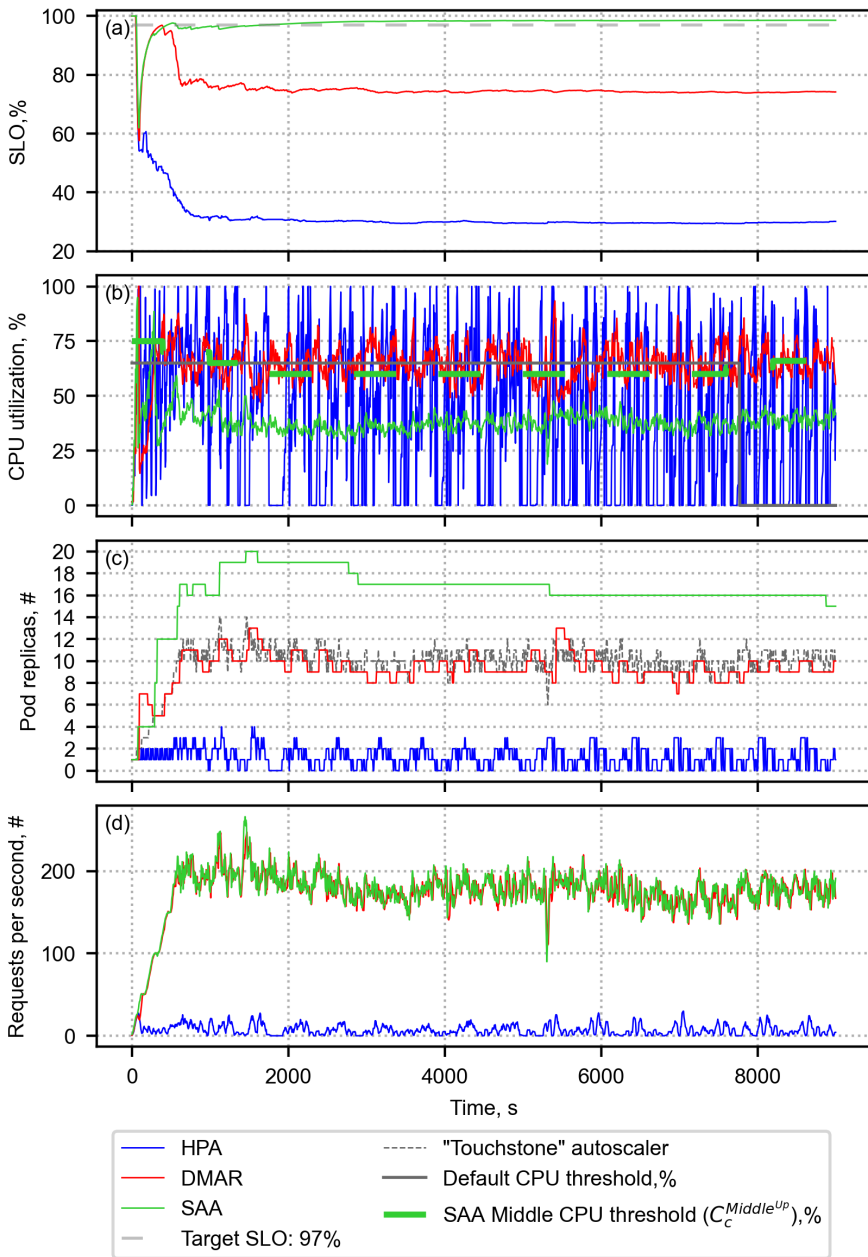 (a)
SLO,%
100
80
60
40
20
(b)
CPU utilization, %
100
75
50
25
0
(c)
Pod replicas, #
20
18
16
14
12
10
8
6
4
2
0
(d)
Requests per second, #
200
100
0
0 2000 4000 6000 8000
Time, s
HPA
DMAR
SAA
Target SLO: 97%
"Touchstone" autoscaler
Default CPU threshold,%
SAA Middle CPU threshold (C_c^{Middle^{Up}}),%